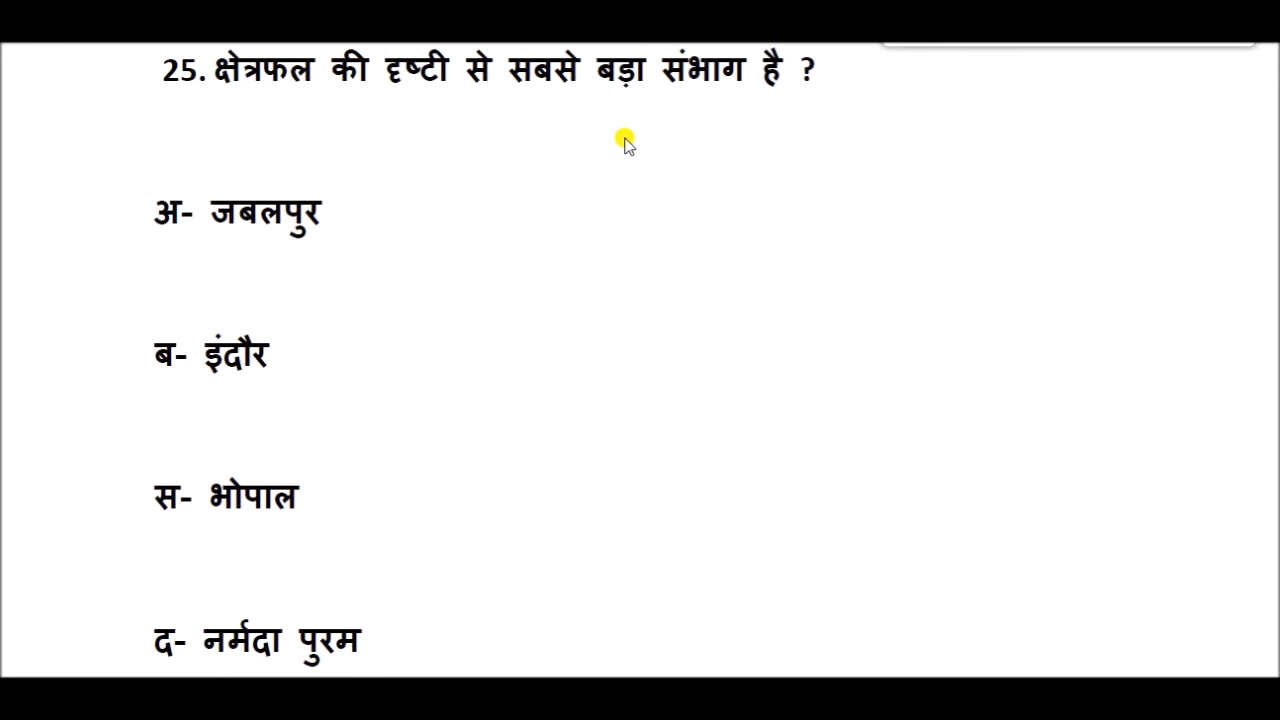 25. क्षेत्रफल की दृष्टी से सबसे बड़ा संभाग है ?
अ- जबलपुर
ब- इंदौर
स- भोपाल
द- नर्मदा पुरम